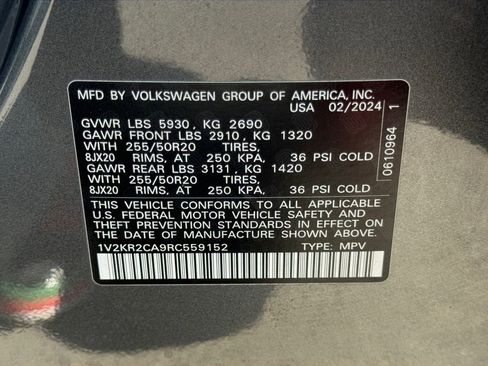 MFD BY VOLKSWAGEN GROUP OF AMERICA, INC.
USA 02/2024
GVWR LBS 5930, KG 2690
GAWR FRONT LBS 2910, KG 1320
WITH 255/50R20 TIRES,
8JX20 RIMS, AT 250 KPA, 36 PSI COLD
GAWR REAR LBS 3131, KG 1420
WITH 255/50R20 TIRES,
8JX20 RIMS, AT 250 KPA, 36 PSI COLD
THIS VEHICLE CONFORMS TO ALL APPLICABLE
U.S. FEDERAL MOTOR VEHICLE SAFETY AND
THEFT PREVENTION STANDARDS IN EFFECT ON
THE DATE OF MANUFACTURE SHOWN ABOVE.
1V2KR2CA9RC559152 TYPE: MPV
0610964 1